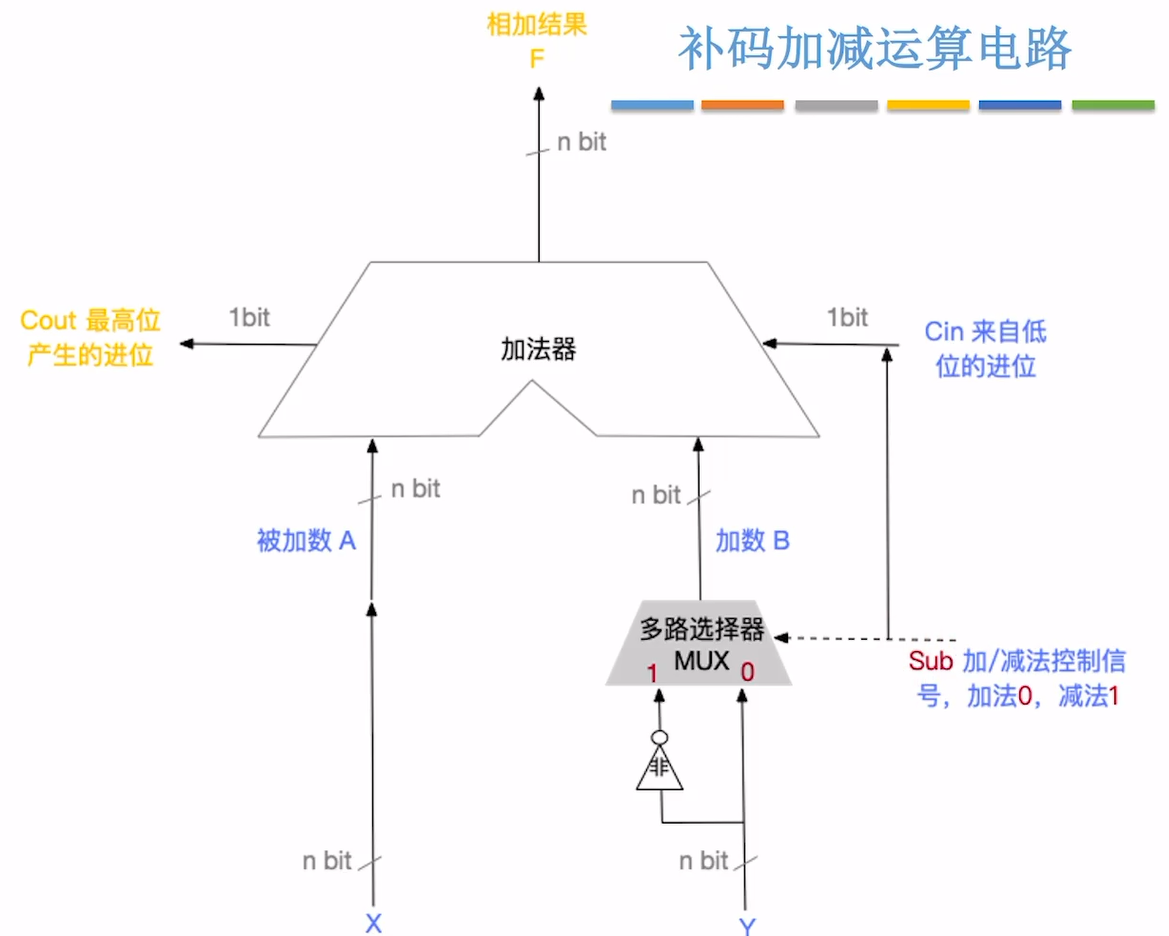 相加结果
F
补码加减运算电路
n bit
Cout 最高位
产生的进位
1bit
加法器
1bit
Cin 来自低
位的进位
n bit
n bit
被加数 A
加数 B
多路选择器
MUX
1
0
Sub 加/减法控制信
号，加法0，减法1
非
n bit
n bit
X
Y